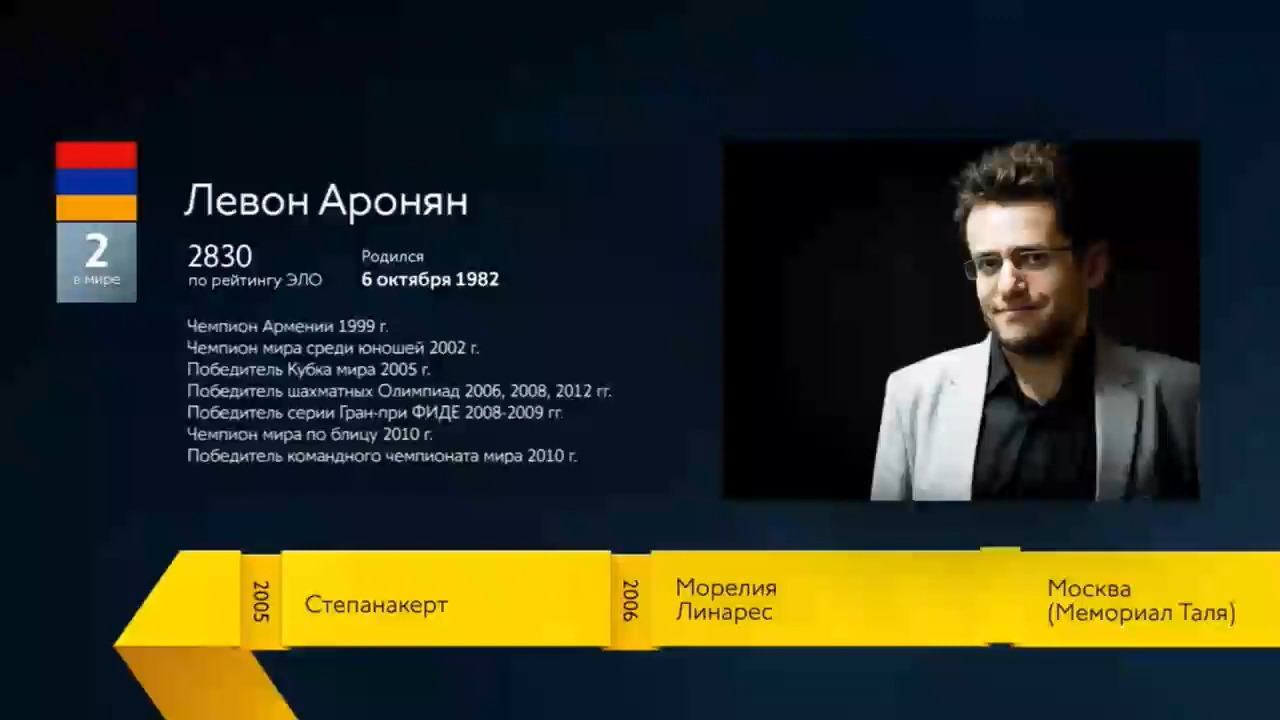 Левон Аронян
2
в мире
2830
по рейтингу ЭЛО
Родился
6 октября 1982
Чемпион Армении 1999 г.
Чемпион мира среди юношей 2002 г.
Победитель Кубка мира 2005 г.
Победитель шахматных Олимпиад 2006, 2008, 2012 гг.
Победитель серии Гран-при ФИДЕ 2008-2009 гг.
Чемпион мира по блицу 2010 г.
Победитель командного чемпионата мира 2010 г.
2005
Степанакерт
2006
Морелия
Линарес
Москва
(Мемориал Таля)